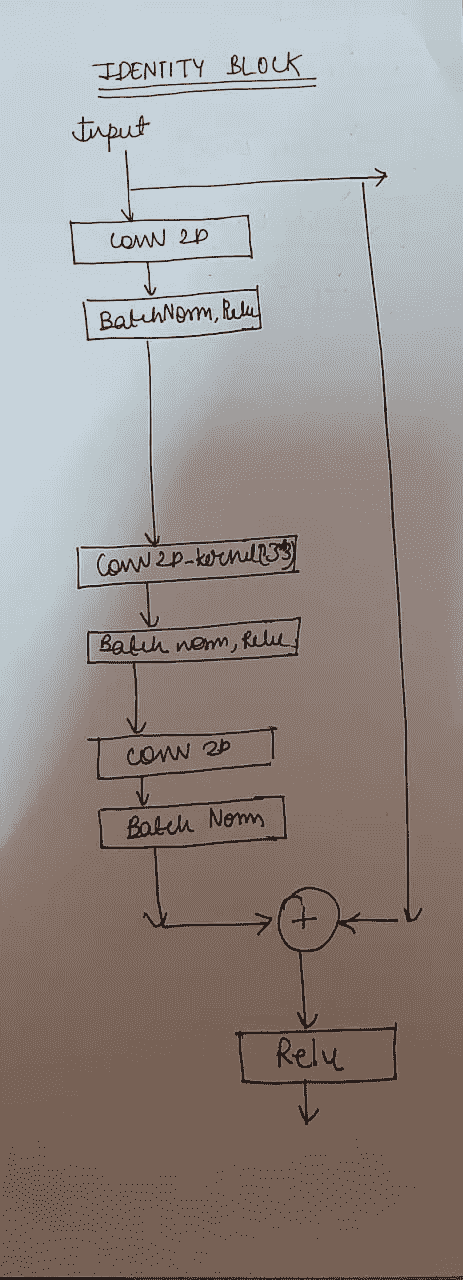 IDENTITY BLOCK
Input
Conv 2D
BatchNorm, Relu
Conv 2D-kernel(3*3)
Batch norm, Relu
Conv 2D
Batch Norm
+
Relu